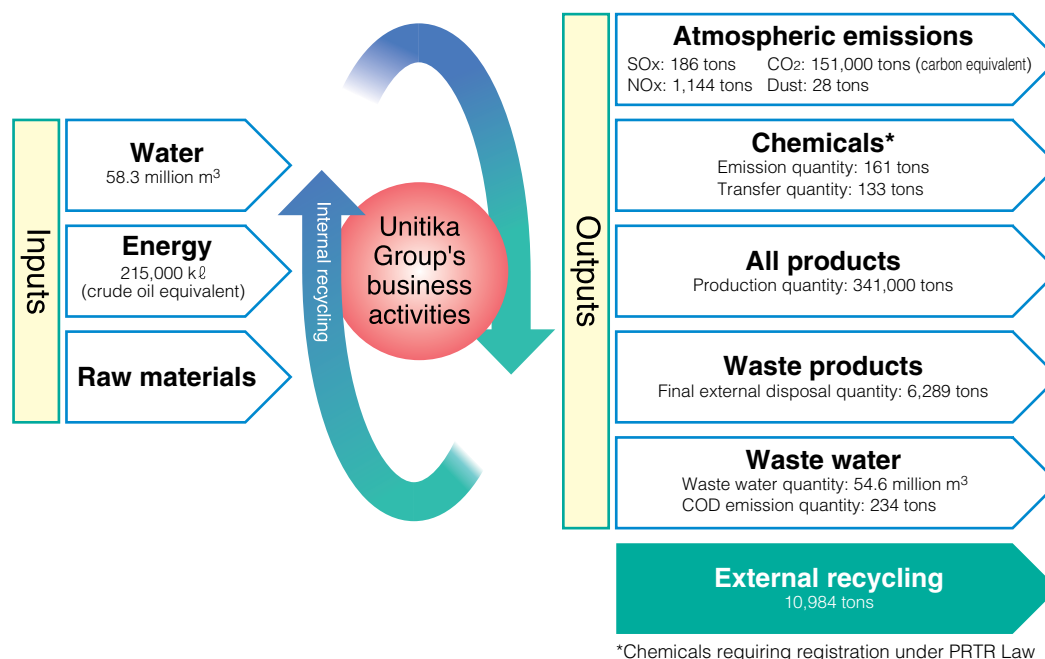 Inputs
Water
58.3 million m³
Energy
215,000 kℓ
(crude oil equivalent)
Raw materials
Internal recycling
Unitika
Group's
business
activities
Outputs
Atmospheric emissions
SOx: 186 tons CO₂: 151,000 tons (carbon equivalent)
NOx: 1,144 tons Dust: 28 tons
Chemicals*
Emission quantity: 161 tons
Transfer quantity: 133 tons
All products
Production quantity: 341,000 tons
Waste products
Final external disposal quantity: 6,289 tons
Waste water
Waste water quantity: 54.6 million m³
COD emission quantity: 234 tons
External recycling
10,984 tons
*Chemicals requiring registration under PRTR Law